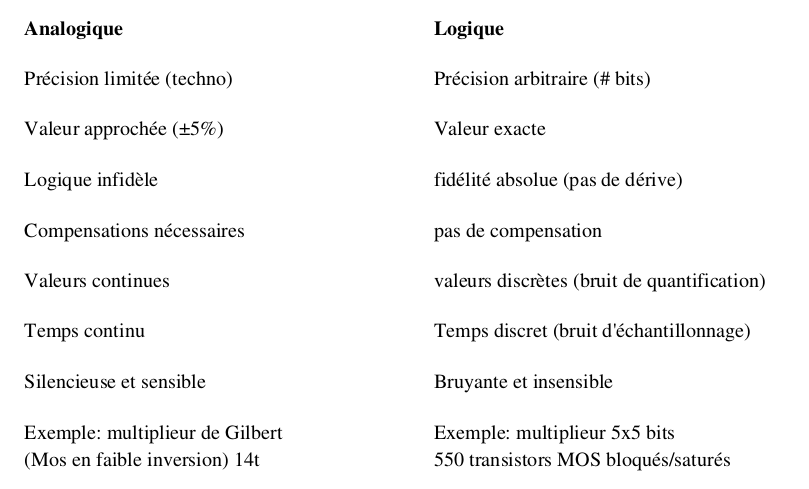 Analogique Logique
Précision limitée (techno) Précision arbitraire (# bits)
Valeur approchée (±5%) Valeur exacte
Logique infidèle fidélité absolue (pas de dérive)
Compensations nécessaires pas de compensation
Valeurs continues valeurs discrètes (bruit de quantification)
Temps continu Temps discret (bruit d'échantillonnage)
Silencieuse et sensible Bruyante et insensible
Exemple: multiplieur de Gilbert Exemple: multiplieur 5x5 bits
(Mos en faible inversion) 14t 550 transistors MOS bloqués/saturés